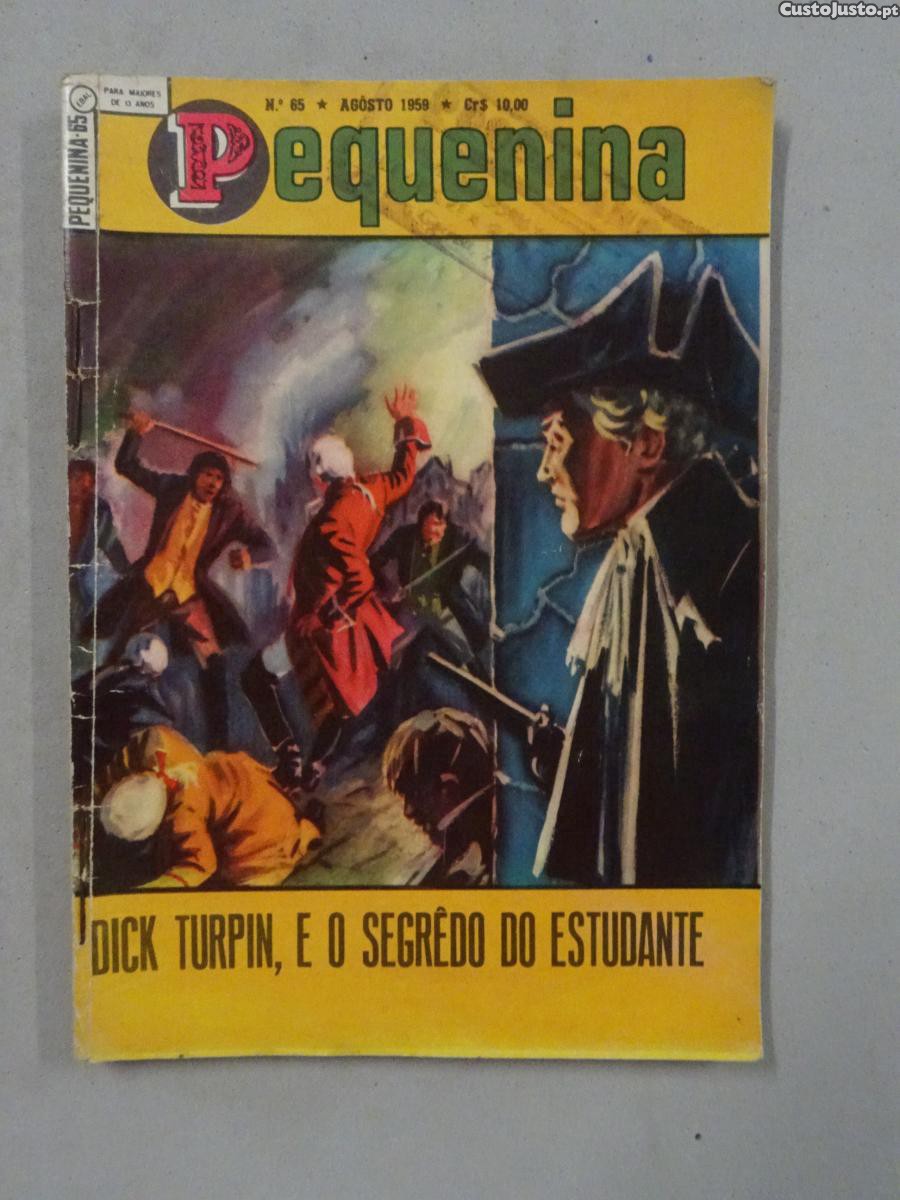 CustoJusto.pt
PARA MAIORES
DE 13 ANOS
EBAL
N.º 65 ★ AGÔSTO 1959 ★ Cr$ 10,00
Pequenina
PEQUENINA·65
DICK TURPIN, E O SEGRÊDO DO ESTUDANTE